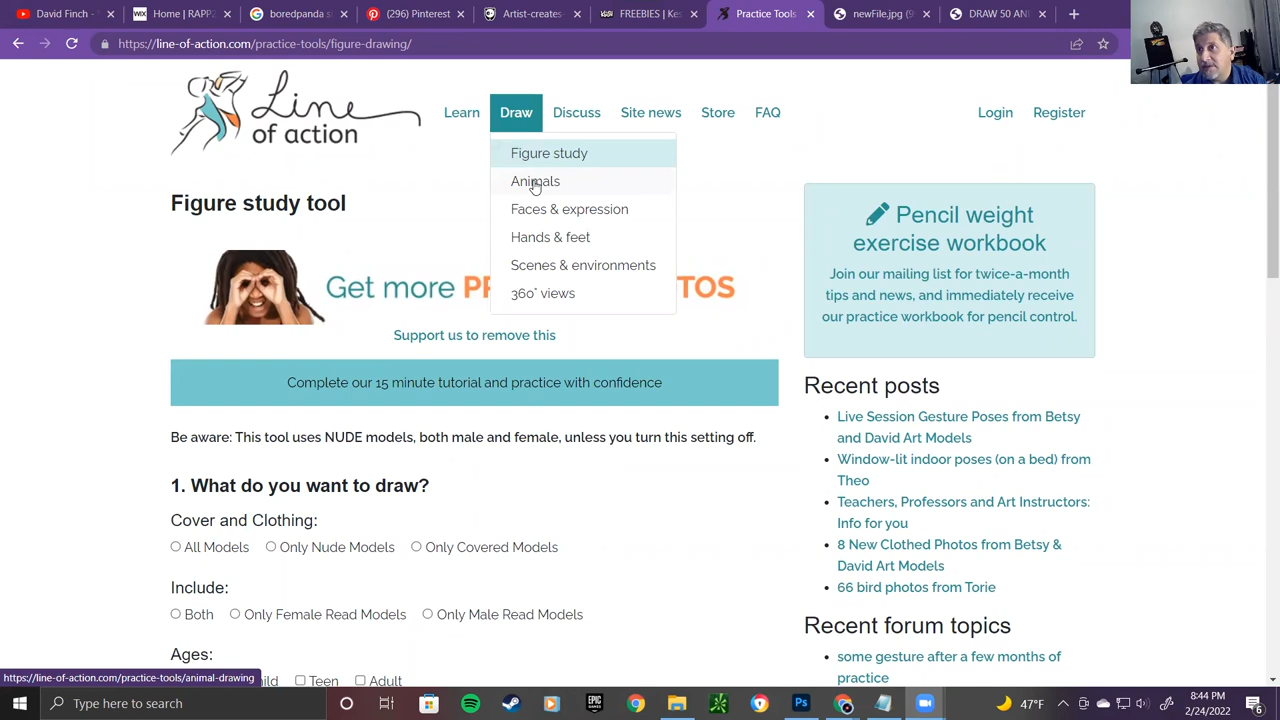 David Finch - Y
Home | RAPZ
boredpanda s
(296) Pinterest
Artist-creates-
FREEBIES | Kes
Practice Tools
newFile.jpg (9
DRAW 50 ANI
https://line-of-action.com/practice-tools/figure-drawing/
Line of action
Learn
Draw
Discuss
Site news
Store
FAQ
Login
Register
Figure study
Animals
Faces & expression
Hands & feet
Scenes & environments
360° views
Figure study tool
Get more
Support us to remove this
Complete our 15 minute tutorial and practice with confidence
Be aware: This tool uses NUDE models, both male and female, unless you turn this setting off.
1. What do you want to draw?
Cover and Clothing:
All Models Only Nude Models Only Covered Models
Include:
Both Only Female Read Models Only Male Read Models
Ages:
Teen Adult
https://line-of-action.com/practice-tools/animal-drawing
Pencil weight
exercise workbook
Join our mailing list for twice-a-month
tips and news, and immediately receive
our practice workbook for pencil control.
Recent posts
Live Session Gesture Poses from Betsy
and David Art Models
Window-lit indoor poses (on a bed) from
Theo
Teachers, Professors and Art Instructors:
Info for you
8 New Clothed Photos from Betsy &
David Art Models
66 bird photos from Torie
Recent forum topics
some gesture after a few months of
practice
Type here to search
EPIC GAMES
Ps
47°F
8:44 PM
2/24/2022
6